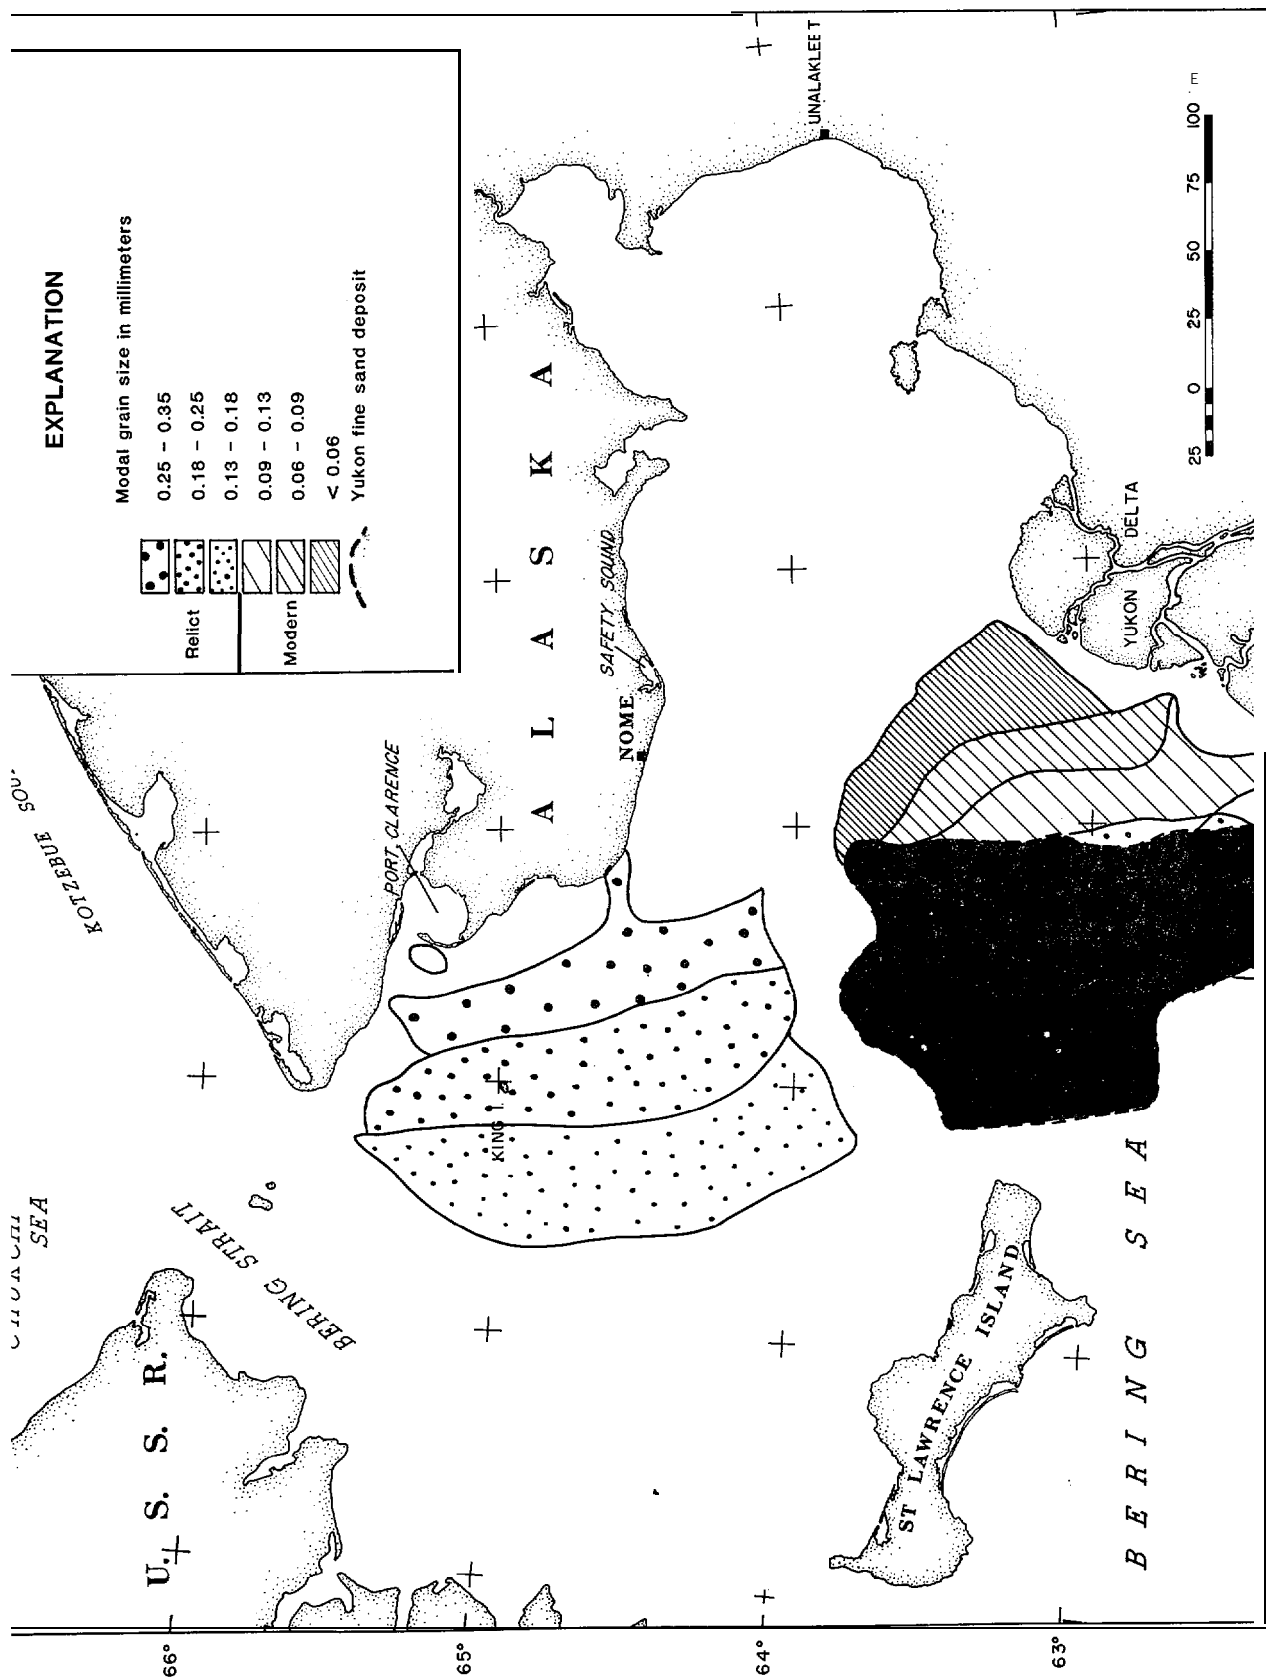 EXPLANATION
Modal grain size in millimeters
0.25 – 0.35
0.18 – 0.25
0.13 – 0.18
0.09 – 0.13
0.06 – 0.09
< 0.06
Yukon fine sand deposit
Relict
Modern
SEA
KOTZEBUE
U. S. S. R.
BERING STRAIT
PORT CLARENCE
KING I.
ALASKA
NOME
SAFETY SOUND
UNALAKLEET
YUKON DELTA
ST LAWRENCE ISLAND
BERING SEA
25 0 25 50 75 100
E
66°
65°
64°
63°